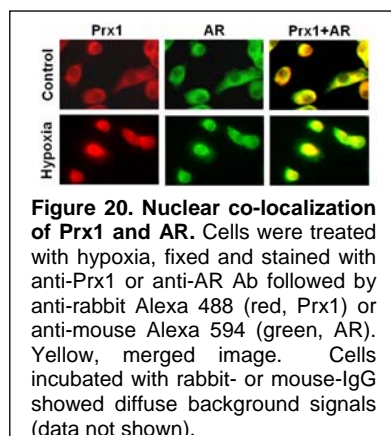 Prx1 AR Prx1+AR
Control
Hypoxia
Figure 20. Nuclear co-localization
of Prx1 and AR. Cells were treated
with hypoxia, fixed and stained with
anti-Prx1 or anti-AR Ab followed by
anti-rabbit Alexa 488 (red, Prx1) or
anti-mouse Alexa 594 (green, AR).
Yellow, merged image. Cells
incubated with rabbit- or mouse-IgG
showed diffuse background signals
(data not shown).